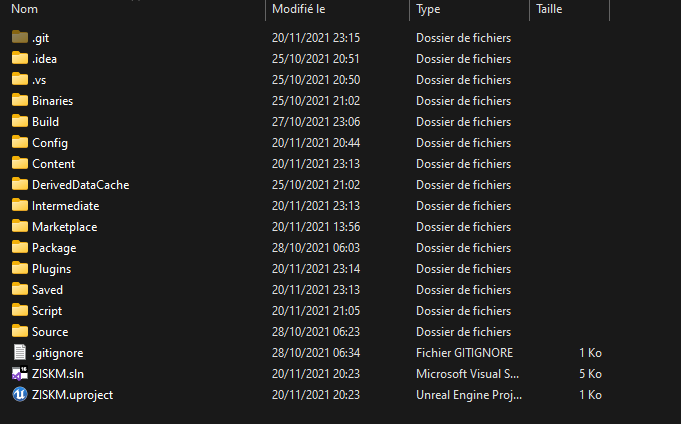 Nom Modifié le Type Taille
.git 20/11/2021 23:15 Dossier de fichiers
.idea 25/10/2021 20:51 Dossier de fichiers
.vs 25/10/2021 20:50 Dossier de fichiers
Binaries 25/10/2021 21:02 Dossier de fichiers
Build 27/10/2021 23:06 Dossier de fichiers
Config 20/11/2021 20:44 Dossier de fichiers
Content 20/11/2021 23:13 Dossier de fichiers
DerivedDataCache 25/10/2021 21:02 Dossier de fichiers
Intermediate 20/11/2021 23:13 Dossier de fichiers
Marketplace 20/11/2021 13:56 Dossier de fichiers
Package 28/10/2021 06:03 Dossier de fichiers
Plugins 20/11/2021 23:14 Dossier de fichiers
Saved 20/11/2021 23:13 Dossier de fichiers
Script 20/11/2021 21:05 Dossier de fichiers
Source 28/10/2021 06:23 Dossier de fichiers
.gitignore 28/10/2021 06:34 Fichier GITIGNORE 1 Ko
ZISKM.sln 20/11/2021 20:23 Microsoft Visual S... 5 Ko
ZISKM.uproject 20/11/2021 20:23 Unreal Engine Proj... 1 Ko